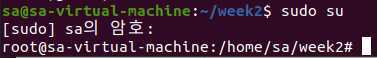 sa@sa-virtual-machine:~/week2$ sudo su
[sudo] sa의 암호:
root@sa-virtual-machine:/home/sa/week2#